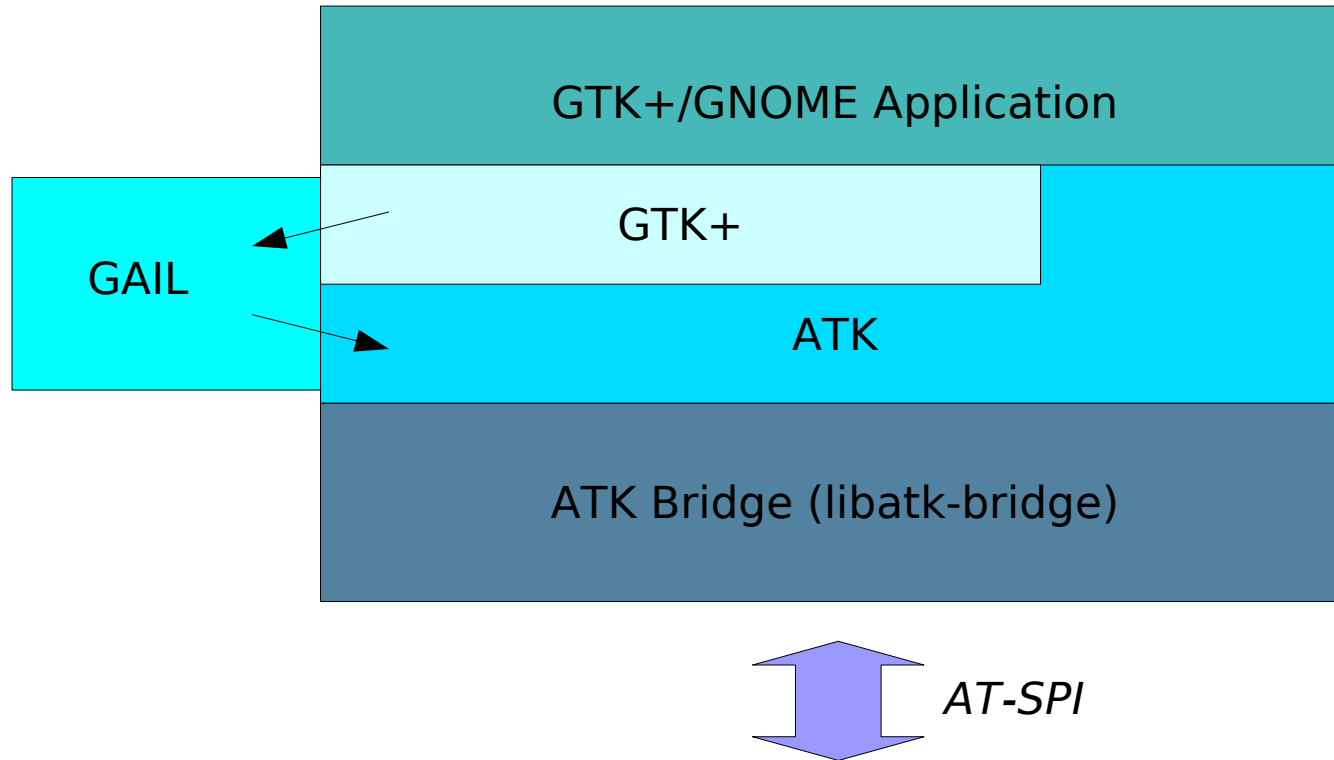 GTK+/GNOME Application
GTK+
GAIL
ATK
ATK Bridge (libatk-bridge)
AT-SPI